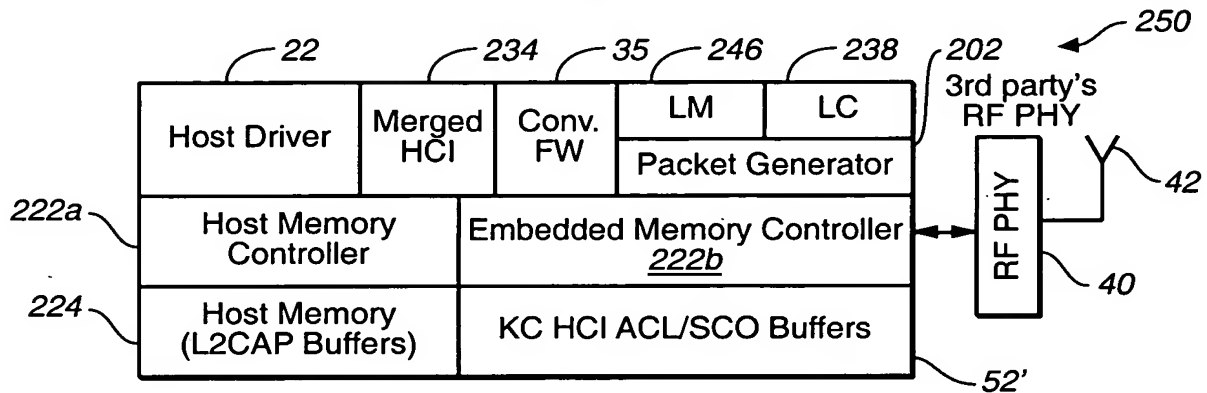 22
234
35
246
238
202
250
Host Driver
Merged
HCI
Conv.
FW
LM
LC
Packet Generator
3rd party's
RF PHY
42
222a
Host Memory
Controller
Embedded Memory Controller
222b
RF PHY
40
224
Host Memory
(L2CAP Buffers)
KC HCI ACL/SCO Buffers
52'